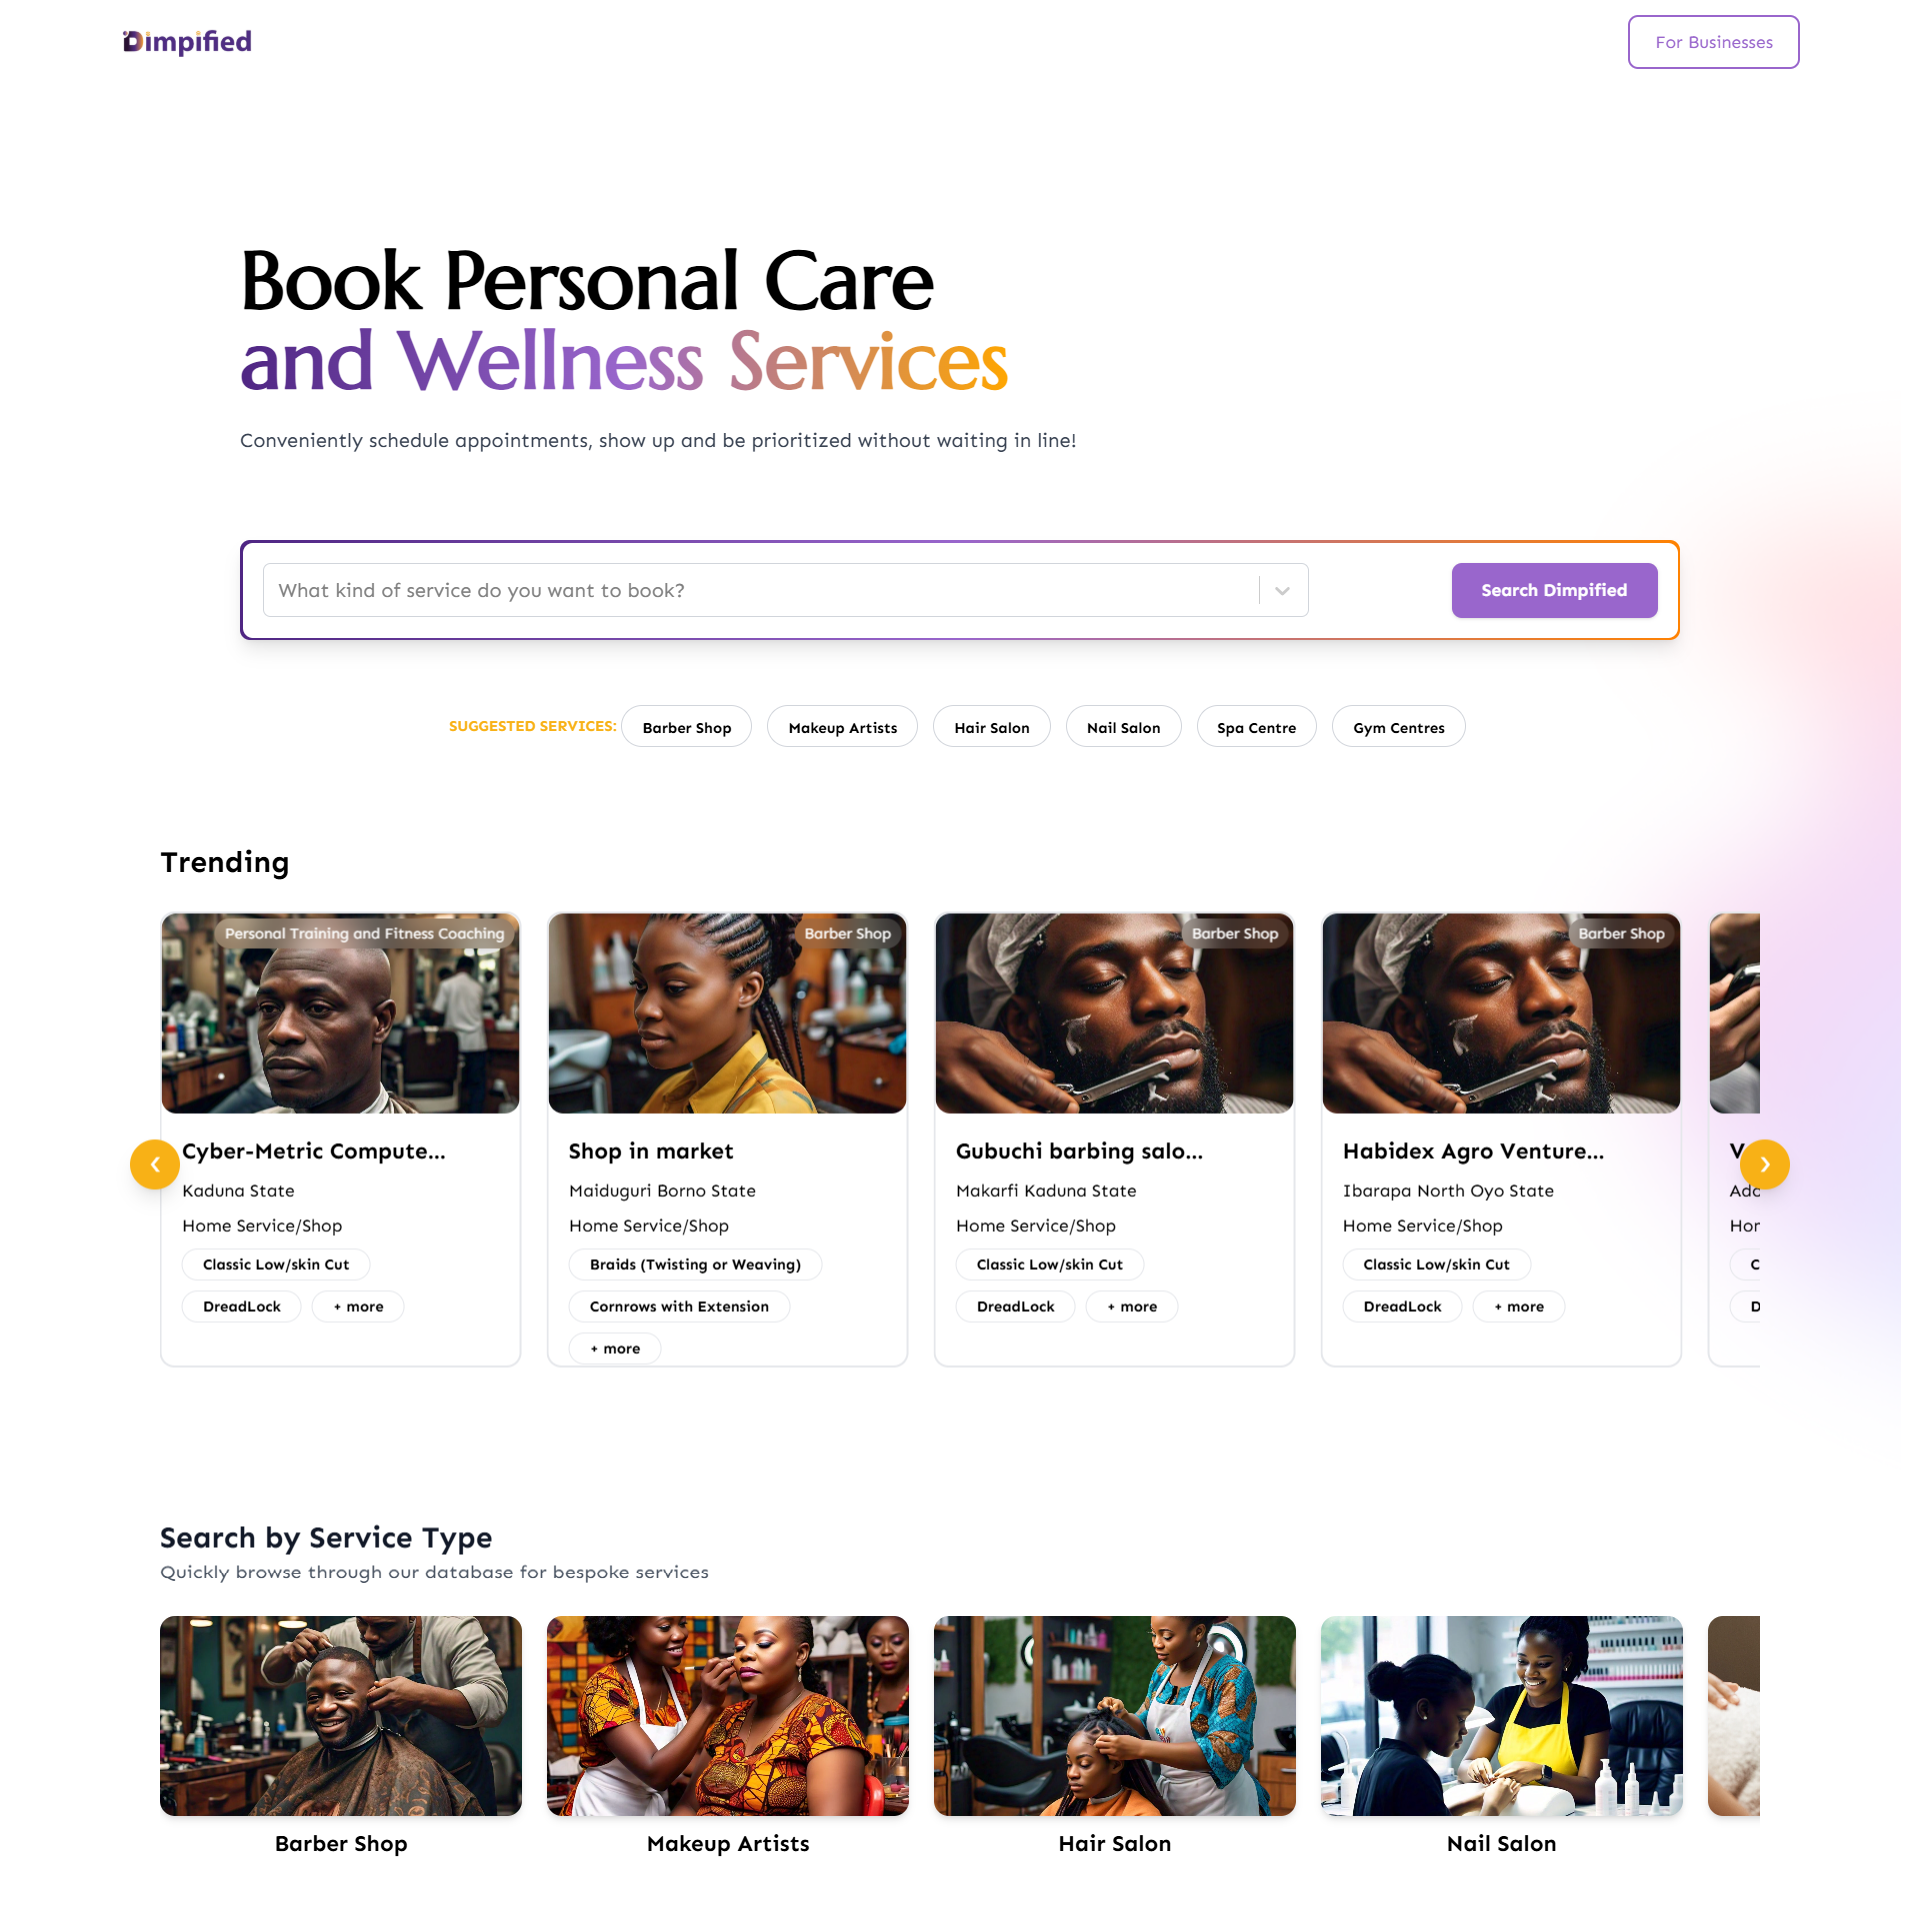 Dimpified
For Businesses
Book Personal Care
and Wellness Services
Conveniently schedule appointments, show up and be prioritized without waiting in line!
What kind of service do you want to book?
Search Dimpified
SUGGESTED SERVICES: Barber Shop Makeup Artists Hair Salon Nail Salon Spa Centre Gym Centres
Trending
Personal Training and Fitness Coaching
Cyber-Metric Compute...
Kaduna State
Home Service/Shop
Classic Low/skin Cut
DreadLock + more
Barber Shop
Shop in market
Maiduguri Borno State
Home Service/Shop
Braids (Twisting or Weaving)
Cornrows with Extension
+ more
Barber Shop
Gubuchi barbing salo...
Makarfi Kaduna State
Home Service/Shop
Classic Low/skin Cut
DreadLock + more
Barber Shop
Habidex Agro Venture...
Ibarapa North Oyo State
Home Service/Shop
Classic Low/skin Cut
DreadLock + more
Search by Service Type
Quickly browse through our database for bespoke services
Barber Shop
Makeup Artists
Hair Salon
Nail Salon